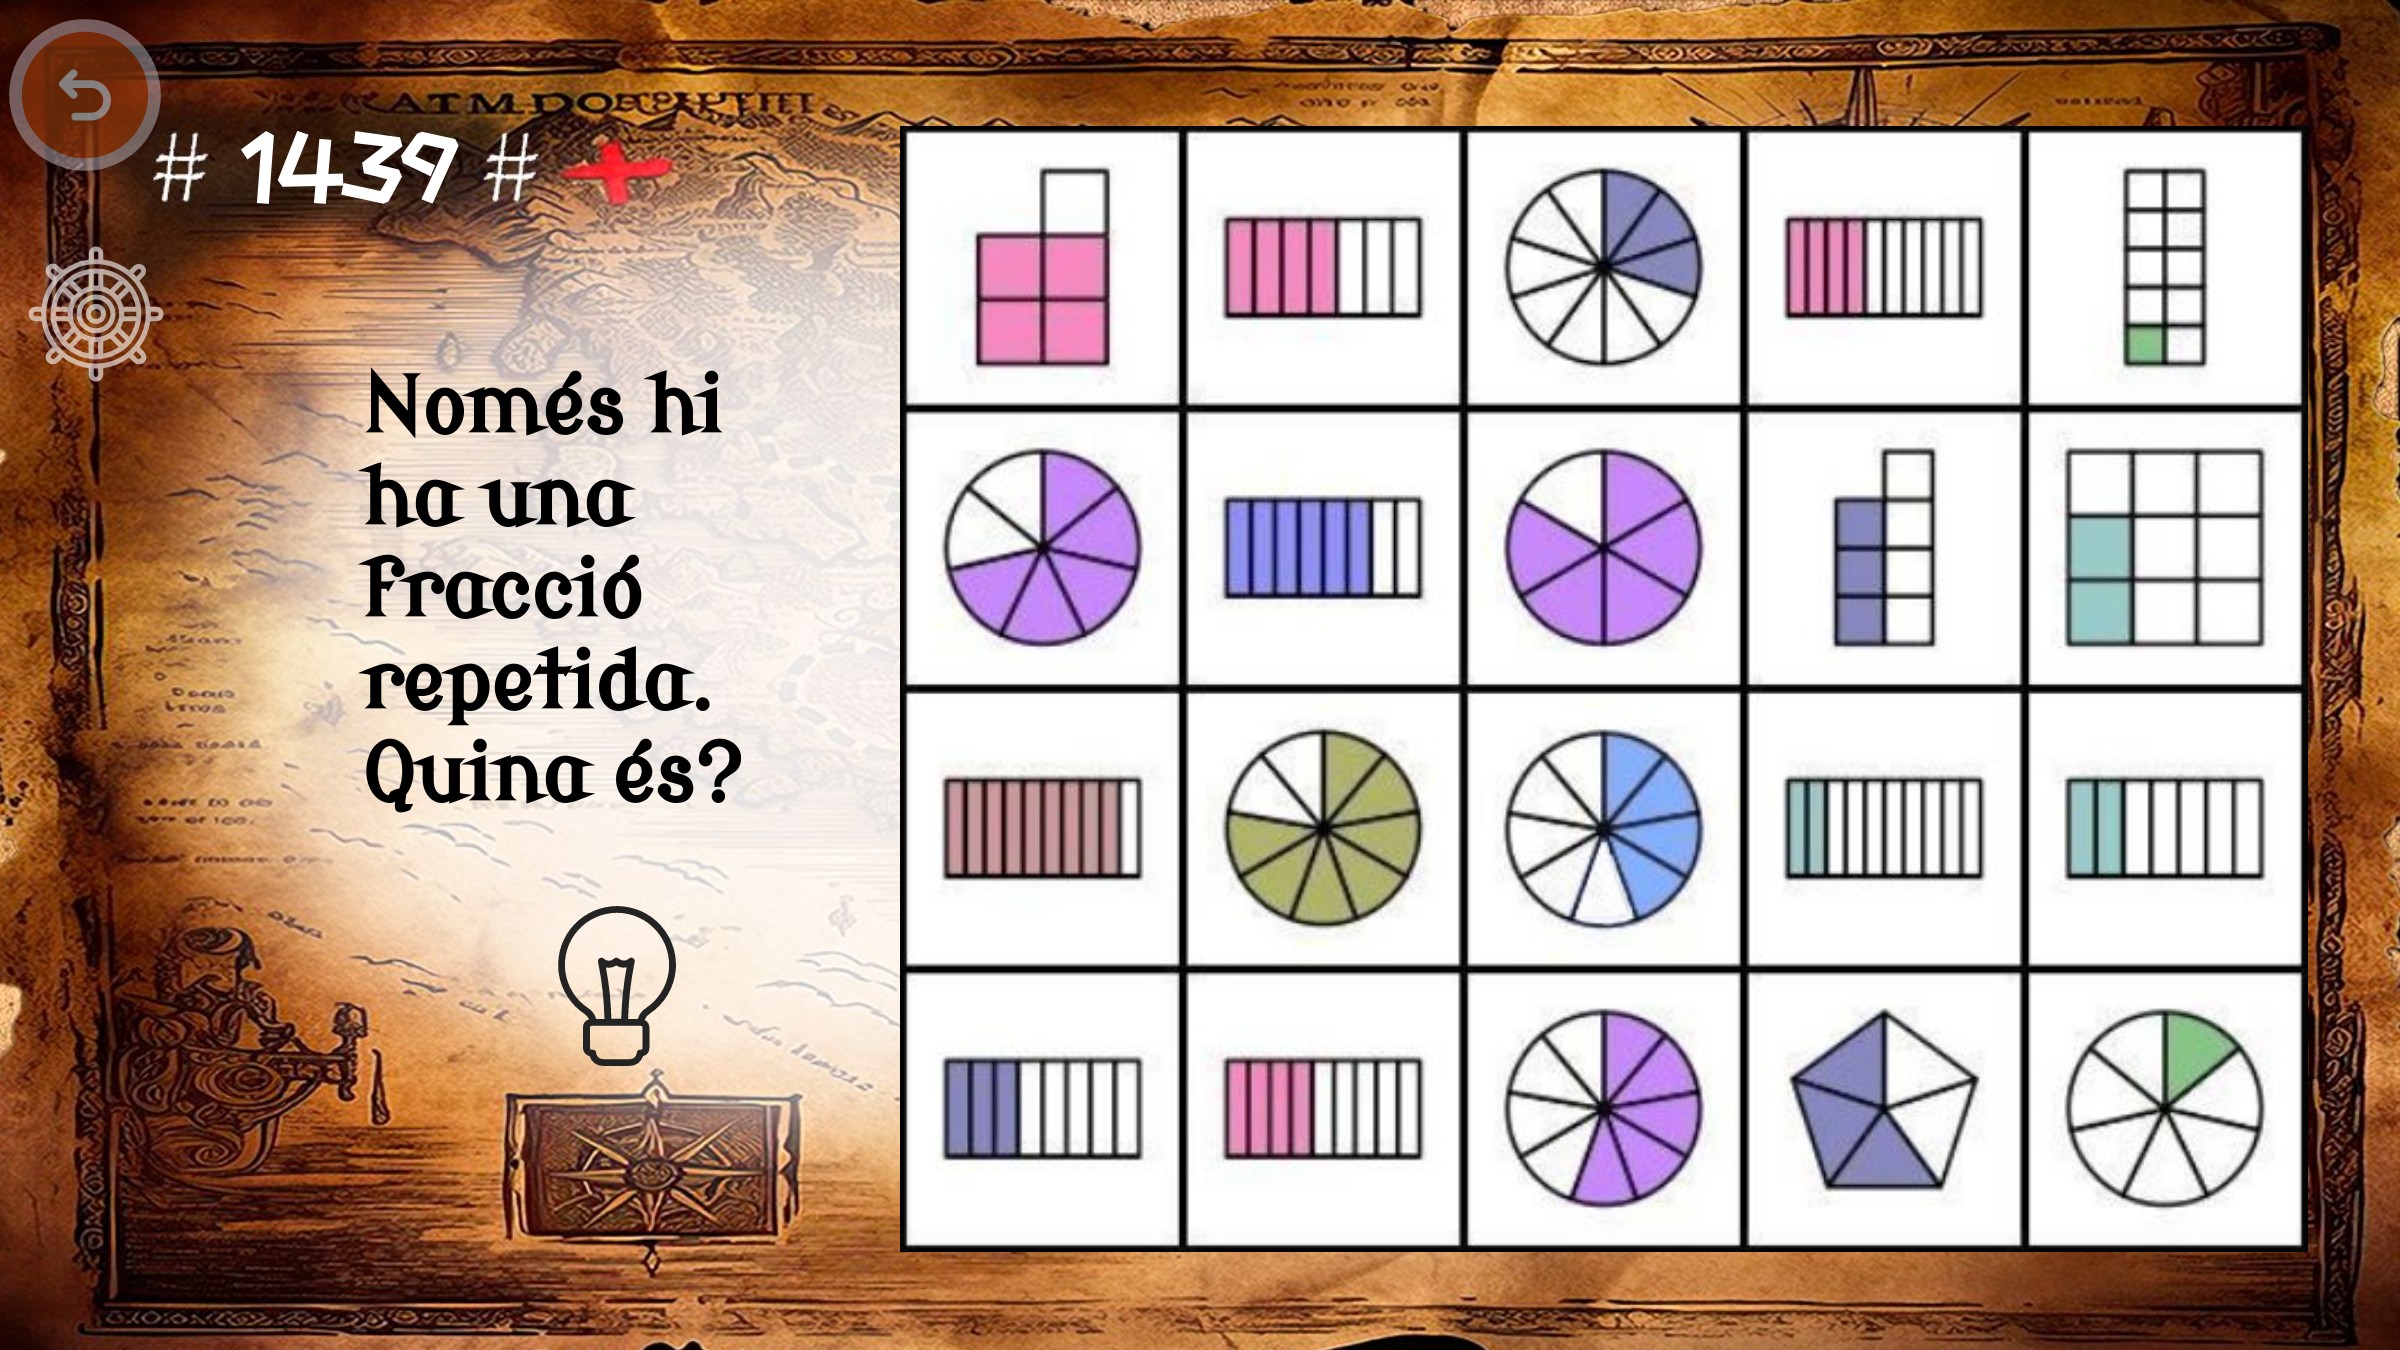 # 1439 #
Només hi
ha una
fracció
repetida.
Quina és?